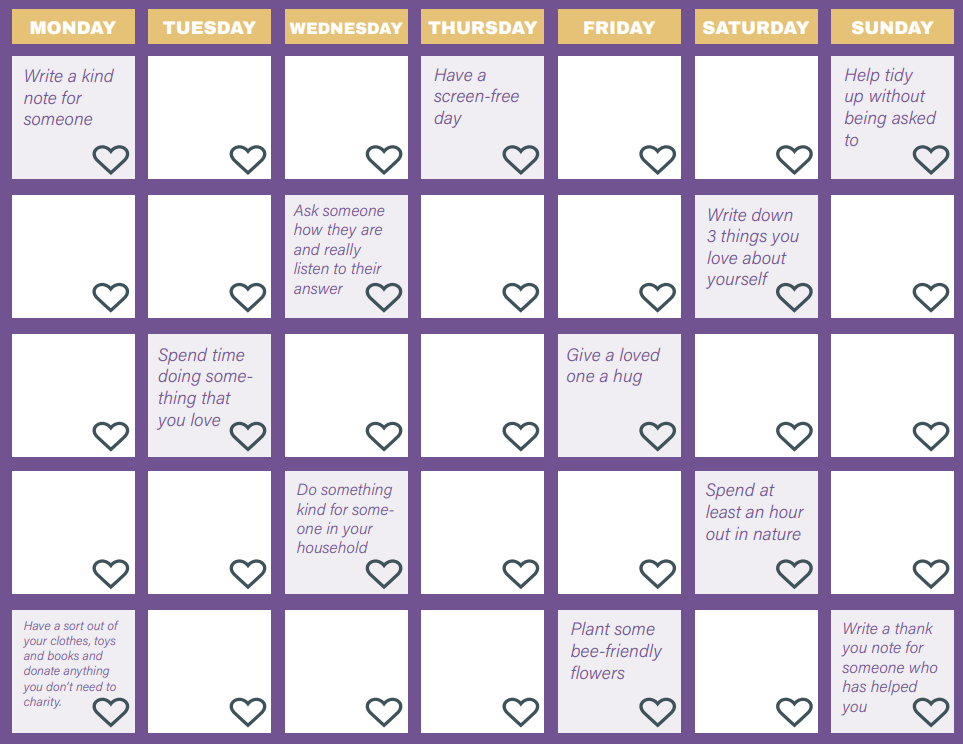 MONDAY
TUESDAY
WEDNESDAY
THURSDAY
FRIDAY
SATURDAY
SUNDAY
Write a kind
note for
someone
Have a
screen-free
day
Help tidy
up without
being asked
to
Ask someone
how they are
and really
listen to their
answer
Write down
3 things you
love about
yourself
Spend time
doing some-
thing that
you love
Give a loved
one a hug
Do something
kind for some-
one in your
household
Spend at
least an hour
out in nature
Have a sort out of
your clothes, toys
and books and
donate anything
you don't need to
charity.
Plant some
bee-friendly
flowers
Write a thank
you note for
someone who
has helped
you